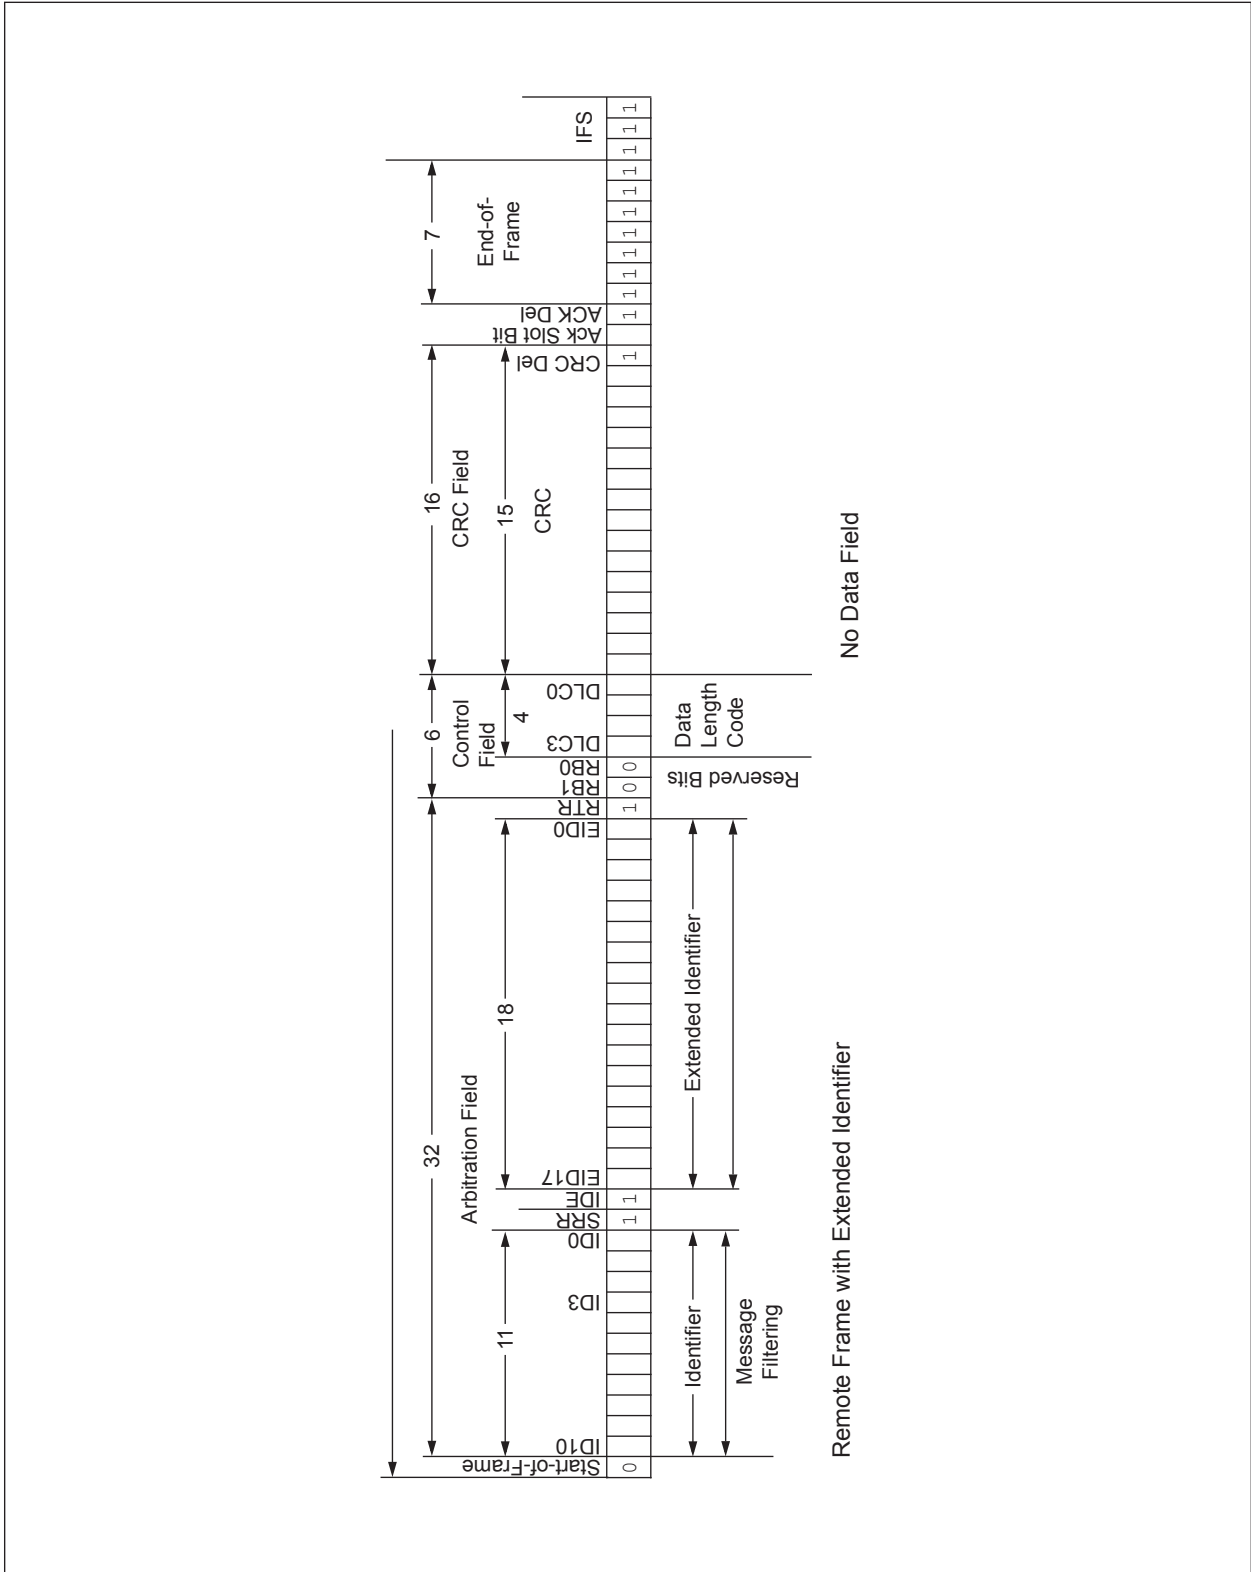 32
6
16
7
Arbitration Field
Control
Field
CRC Field
End-of-
Frame
IFS
11
18
4
15
CRC
Start-of-Frame
ID10
ID3
ID0
SRR
IDE
EID17
EID0
RTR
RB1
RB0
DLC3
DLC0
CRC Del
Ack Slot Bit
ACK Del
0 1 1 1 0 0 1 1 1 1 1 1 1 1 1 1 1 1
Identifier
Extended Identifier
Reserved Bits
Data
Length
Code
Message
Filtering
Remote Frame with Extended Identifier
No Data Field